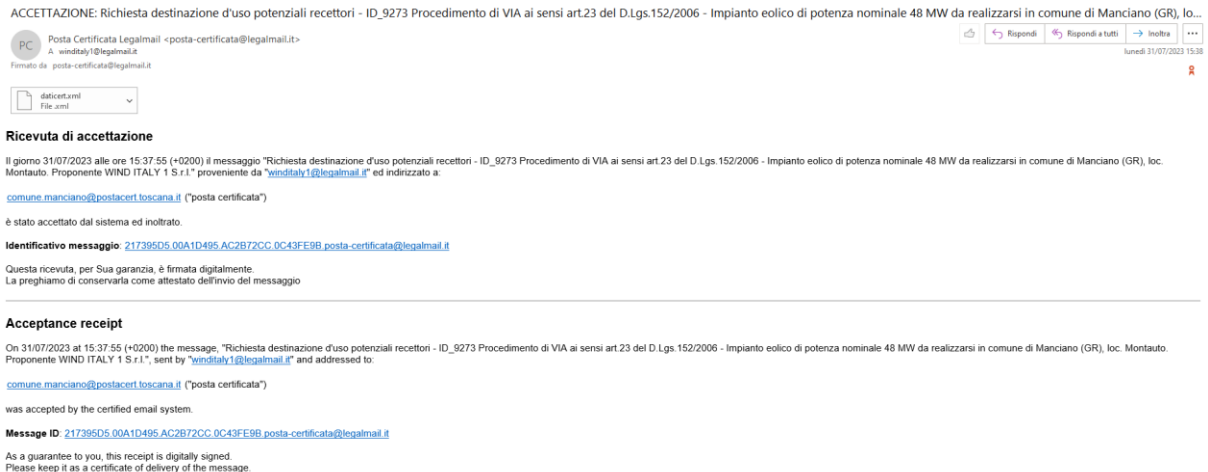 ACCETTAZIONE: Richiesta destinazione d'uso potenziali recettori - ID_9273 Procedimento di VIA ai sensi art.23 del D.Lgs.152/2006 - Impianto eolico di potenza nominale 48 MW da realizzarsi in comune di Manciano (GR), lo...
PC
Posta Certificata Legalmail <posta-certificata@legalmail.it>
A winditaly1@legalmail.it
Firmato da posta-certificata@legalmail.it
Rispondi
Rispondi a tutti
Inoltra
lunedì 31/07/2023 15:38
daticert.xml
File .xml
Ricevuta di accettazione
Il giorno 31/07/2023 alle ore 15:37:55 (+0200) il messaggio "Richiesta destinazione d'uso potenziali recettori - ID_9273 Procedimento di VIA ai sensi art.23 del D.Lgs.152/2006 - Impianto eolico di potenza nominale 48 MW da realizzarsi in comune di Manciano (GR), loc.
Montauto. Proponente WIND ITALY 1 S.r.l." proveniente da "winditaly1@legalmail.it" ed indirizzato a:
comune.manciano@postacert.toscana.it ("posta certificata")
è stato accettato dal sistema ed inoltrato.
Identificativo messaggio: 217395D5.00A1D495.AC2B72CC.0C43FE9B.posta-certificata@legalmail.it
Questa ricevuta, per Sua garanzia, è firmata digitalmente.
La preghiamo di conservarla come attestato dell'invio del messaggio
Acceptance receipt
On 31/07/2023 at 15:37:55 (+0200) the message, "Richiesta destinazione d'uso potenziali recettori - ID_9273 Procedimento di VIA ai sensi art.23 del D.Lgs.152/2006 - Impianto eolico di potenza nominale 48 MW da realizzarsi in comune di Manciano (GR), loc. Montauto.
Proponente WIND ITALY 1 S.r.l.", sent by "winditaly1@legalmail.it" and addressed to:
comune.manciano@postacert.toscana.it ("posta certificata")
was accepted by the certified email system.
Message ID: 217395D5.00A1D495.AC2B72CC.0C43FE9B.posta-certificata@legalmail.it
As a guarantee to you, this receipt is digitally signed.
Please keep it as a certificate of delivery of the message.